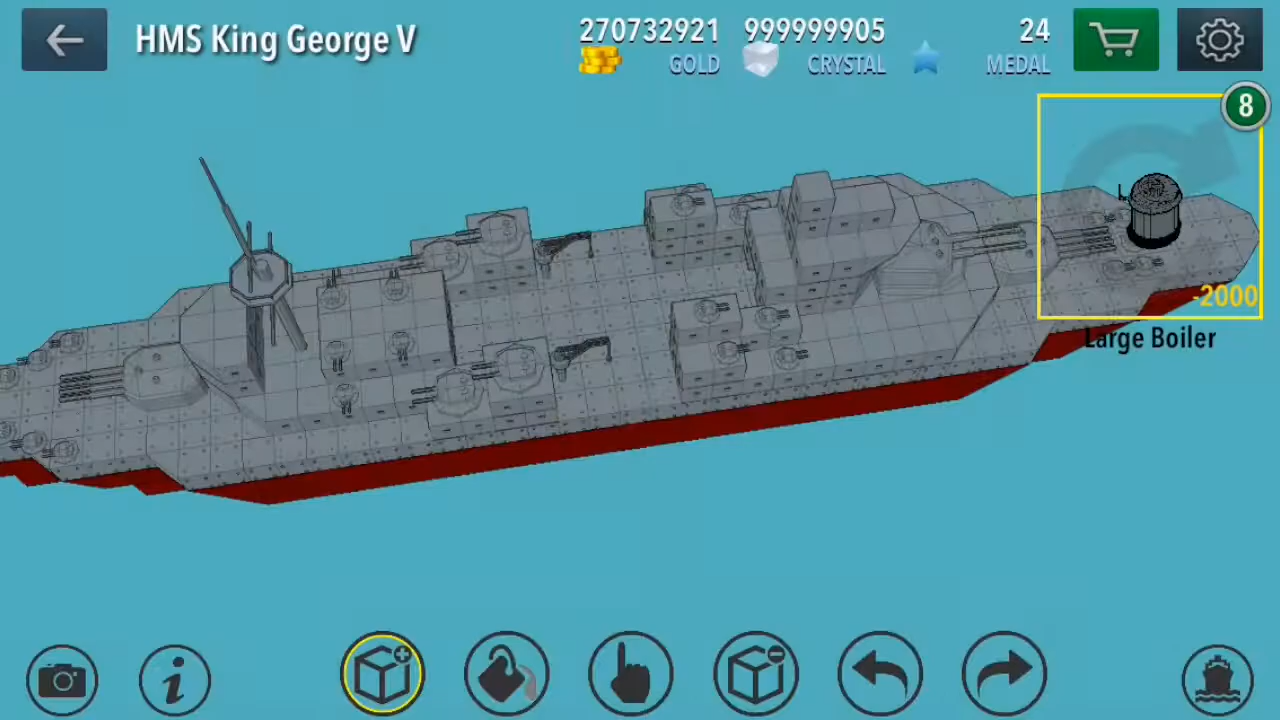 HMS King George V
270732921
GOLD
999999905
CRYSTAL
24
MEDAL
8
-2000
Large Boiler